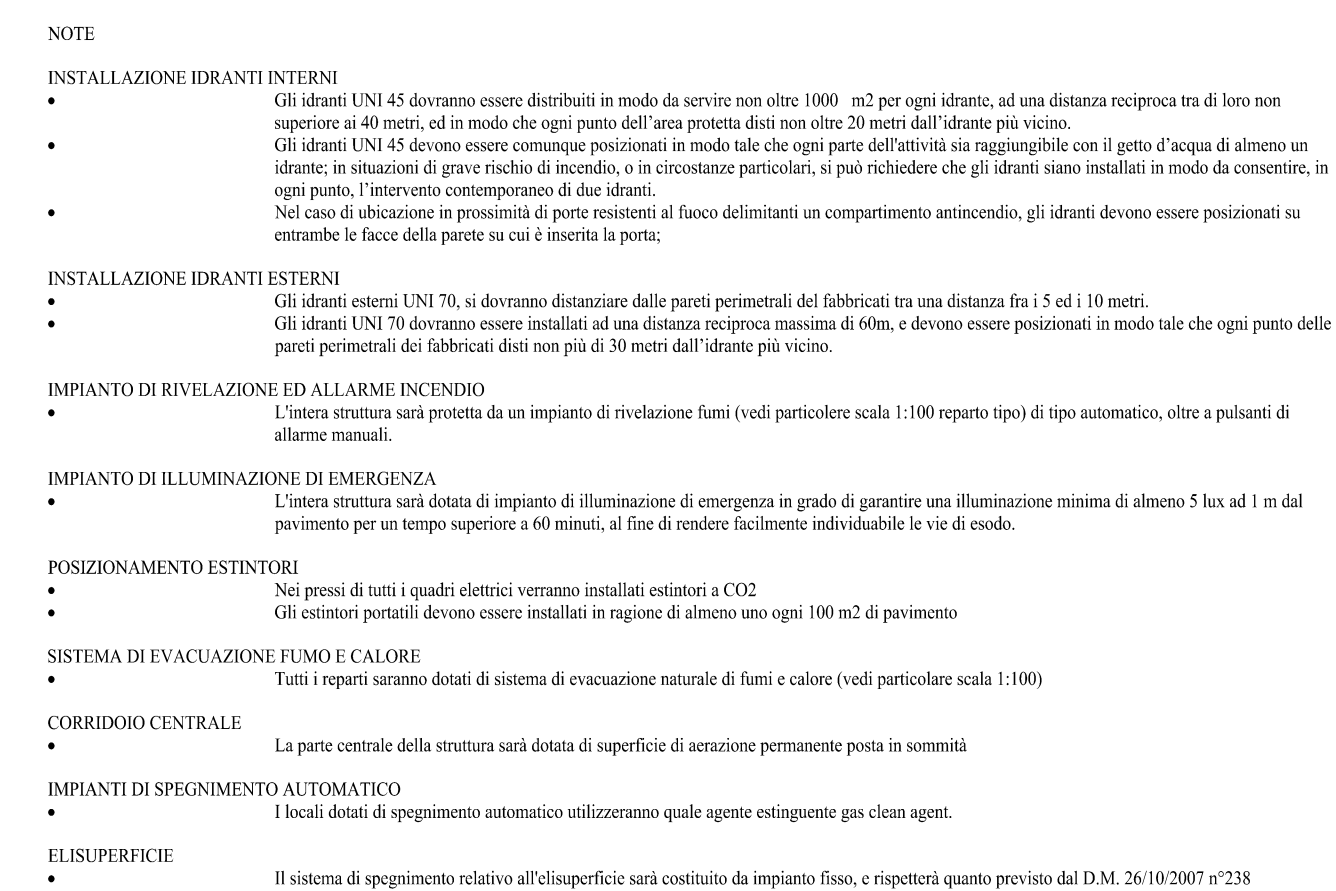 NOTE
INSTALLAZIONE IDRANTI INTERNI
• Gli idranti UNI 45 dovranno essere distribuiti in modo da servire non oltre 1000 m2 per ogni idrante, ad una distanza reciproca tra di loro non
superiore ai 40 metri, ed in modo che ogni punto dell’area protetta disti non oltre 20 metri dall’idrante più vicino.
• Gli idranti UNI 45 devono essere comunque posizionati in modo tale che ogni parte dell'attività sia raggiungibile con il getto d’acqua di almeno un
idrante; in situazioni di grave rischio di incendio, o in circostanze particolari, si può richiedere che gli idranti siano installati in modo da consentire, in
ogni punto, l’intervento contemporaneo di due idranti.
• Nel caso di ubicazione in prossimità di porte resistenti al fuoco delimitanti un compartimento antincendio, gli idranti devono essere posizionati su
entrambe le facce della parete su cui è inserita la porta;
INSTALLAZIONE IDRANTI ESTERNI
• Gli idranti esterni UNI 70, si dovranno distanziare dalle pareti perimetrali del fabbricati tra una distanza fra i 5 ed i 10 metri.
• Gli idranti UNI 70 dovranno essere installati ad una distanza reciproca massima di 60m, e devono essere posizionati in modo tale che ogni punto delle
pareti perimetrali dei fabbricati disti non più di 30 metri dall’idrante più vicino.
IMPIANTO DI RIVELAZIONE ED ALLARME INCENDIO
• L'intera struttura sarà protetta da un impianto di rivelazione fumi (vedi particolere scala 1:100 reparto tipo) di tipo automatico, oltre a pulsanti di
allarme manuali.
IMPIANTO DI ILLUMINAZIONE DI EMERGENZA
• L'intera struttura sarà dotata di impianto di illuminazione di emergenza in grado di garantire una illuminazione minima di almeno 5 lux ad 1 m dal
pavimento per un tempo superiore a 60 minuti, al fine di rendere facilmente individuabile le vie di esodo.
POSIZIONAMENTO ESTINTORI
• Nei pressi di tutti i quadri elettrici verranno installati estintori a CO2
• Gli estintori portatili devono essere installati in ragione di almeno uno ogni 100 m2 di pavimento
SISTEMA DI EVACUAZIONE FUMO E CALORE
• Tutti i reparti saranno dotati di sistema di evacuazione naturale di fumi e calore (vedi particolare scala 1:100)
CORRIDOIO CENTRALE
• La parte centrale della struttura sarà dotata di superficie di aerazione permanente posta in sommità
IMPIANTI DI SPEGNIMENTO AUTOMATICO
• I locali dotati di spegnimento automatico utilizzeranno quale agente estinguente gas clean agent.
ELISUPERFICIE
• Il sistema di spegnimento relativo all'elisuperficie sarà costituito da impianto fisso, e rispetterà quanto previsto dal D.M. 26/10/2007 n°238